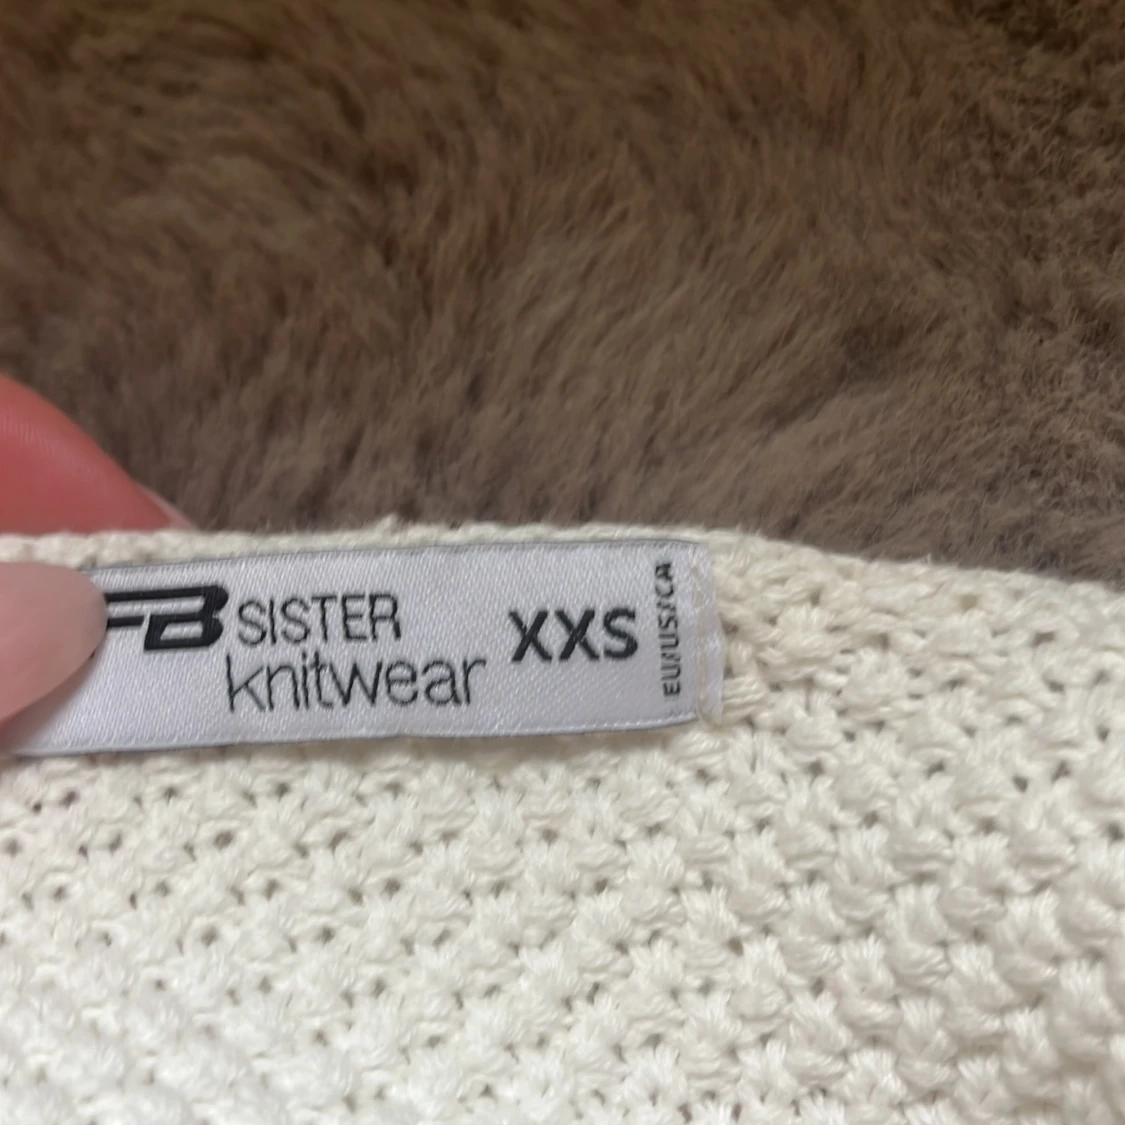 FB SISTER
knitwear
XXS
EU/US/CA